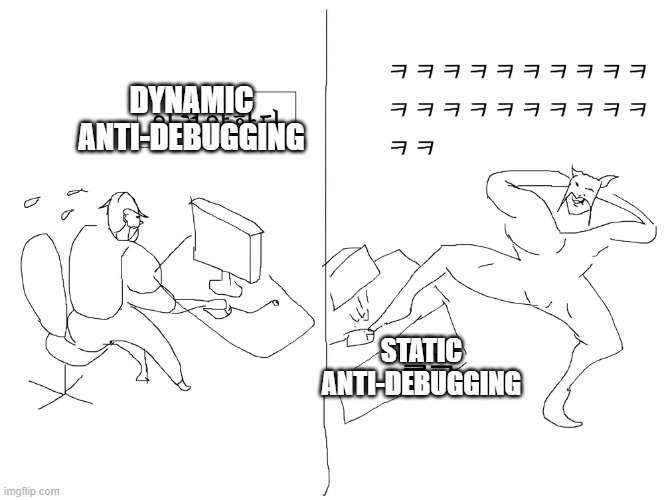 DYNAMIC
ANTI-DEBUGGING
ㅋㅋㅋㅋㅋㅋㅋㅋㅋㅋ
ㅋㅋㅋㅋㅋㅋㅋㅋㅋㅋ
ㅋㅋ
STATIC
ANTI-DEBUGGING
imgflip.com